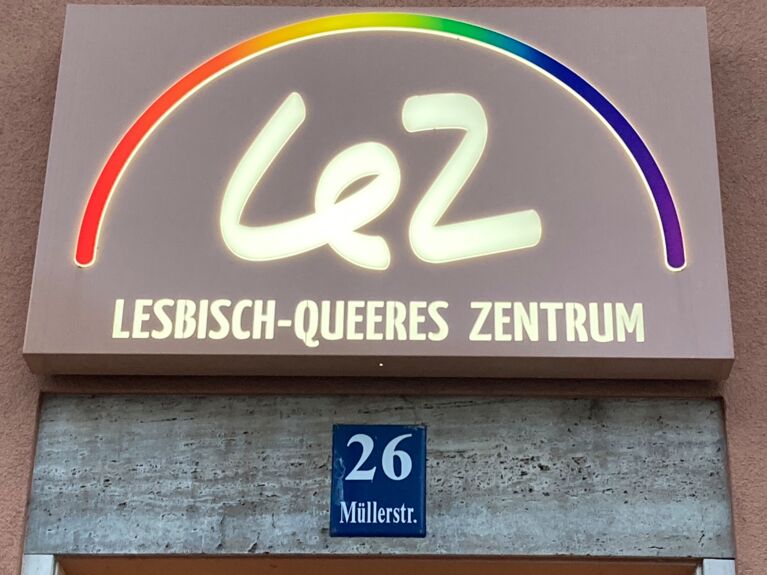 LeZ
LESBISCH-QUEERES ZENTRUM
26
Müllerstr.